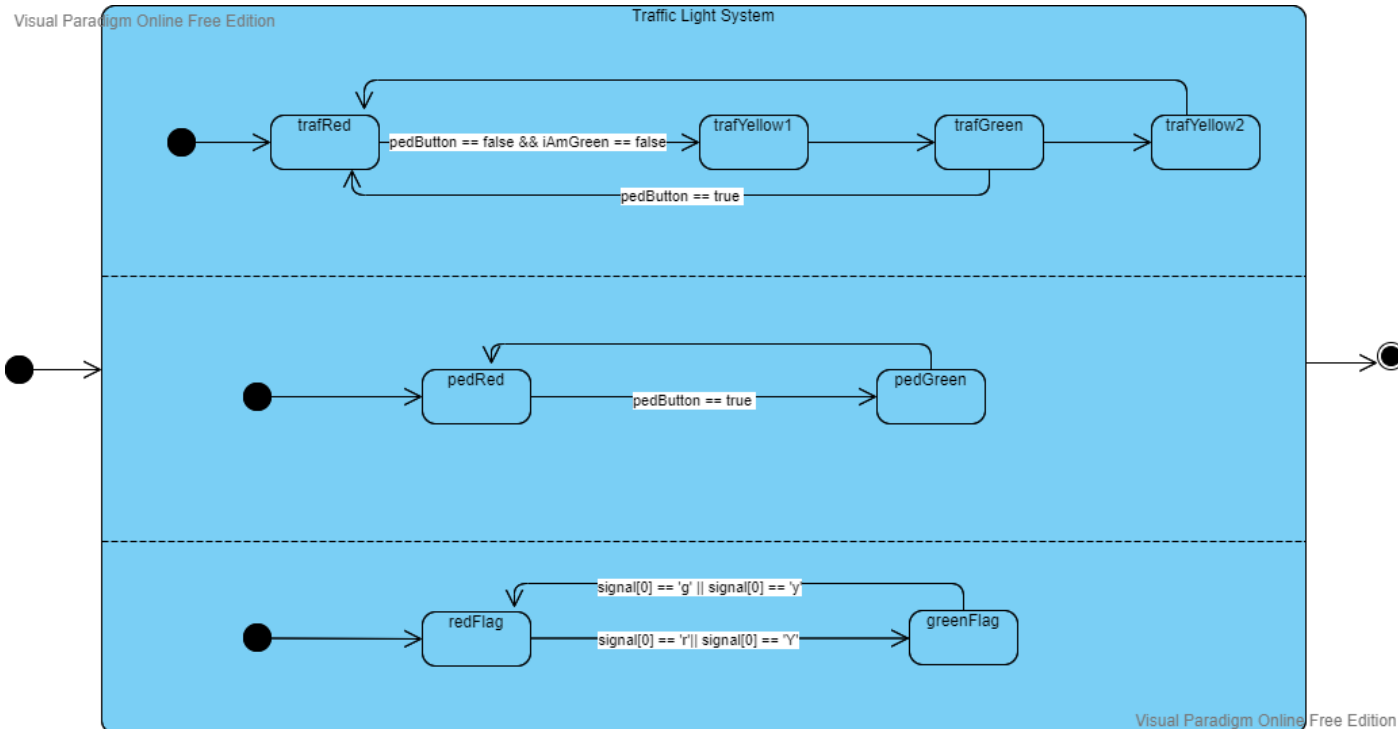 Visual Paradigm Online Free Edition
Traffic Light System
trafRed
pedButton == false && iAmGreen == false
trafYellow1
trafGreen
trafYellow2
pedButton == true
pedRed
pedButton == true
pedGreen
signal[0] == 'g' || signal[0] == 'y'
redFlag
signal[0] == 'r'|| signal[0] == 'Y'
greenFlag
Visual Paradigm Online Free Edition